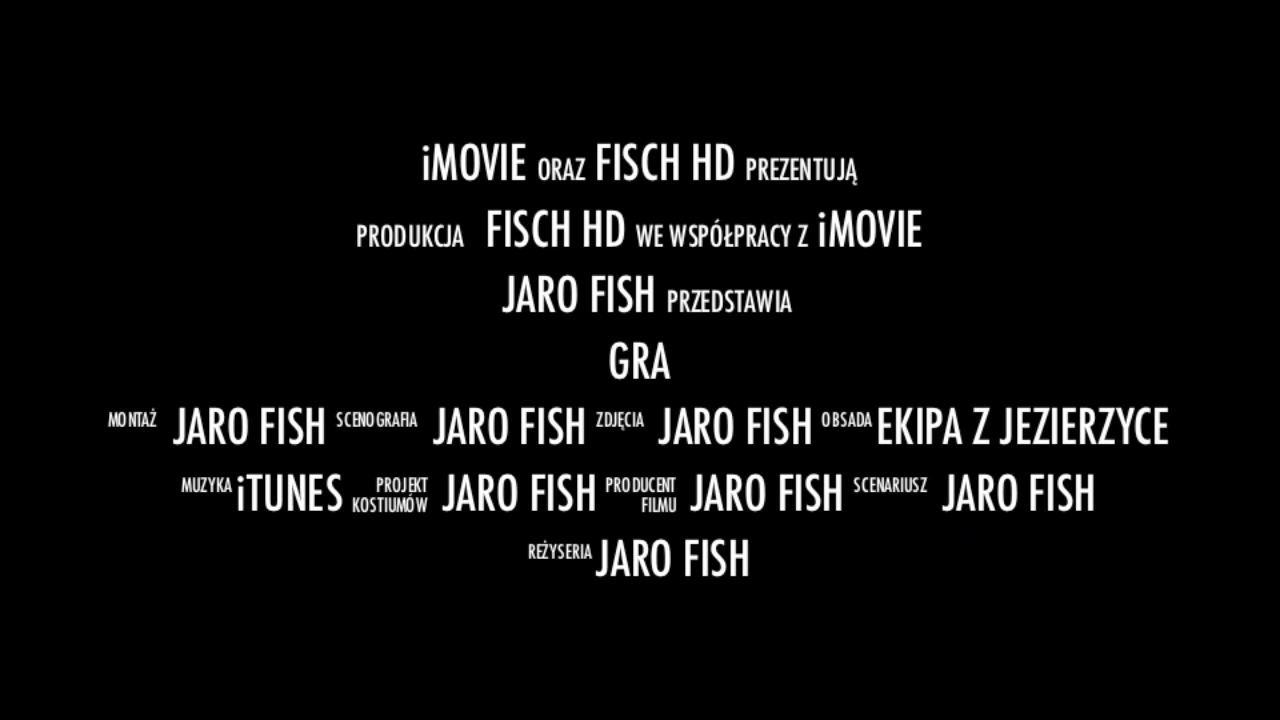 iMOVIE ORAZ FISCH HD PREZENTUJĄ
PRODUKCJA FISCH HD WE WSPÓŁPRACY Z iMOVIE
JARO FISH PRZEDSTAWIA
GRA
MONTAŻ JARO FISH SCENOGRAFIA JARO FISH ZDJĘCIA JARO FISH OBSADA EKIPA Z JEZIERZYCE
MUZYKA iTUNES PROJEKT KOSTIUMÓW JARO FISH PRODUCENT FILMU JARO FISH SCENARIUSZ JARO FISH
REŻYSERIA JARO FISH